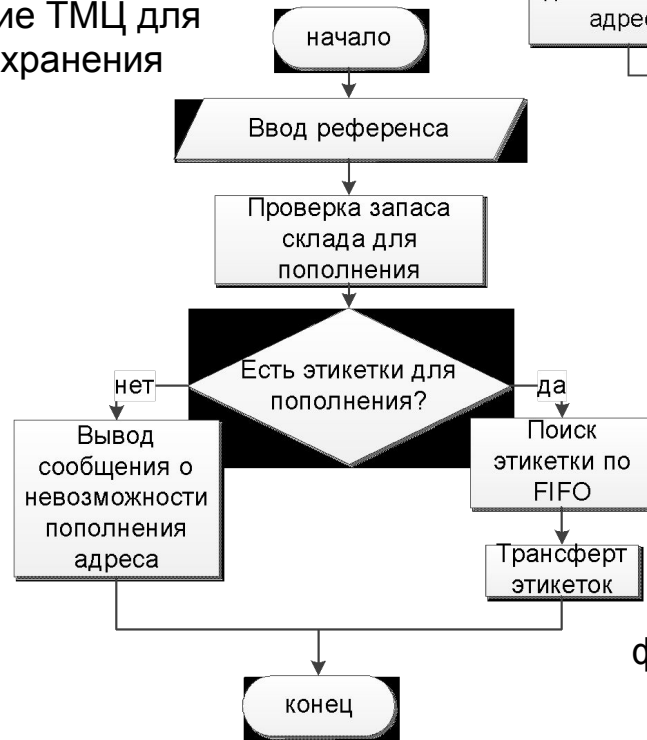 ие ТМЦ для
хранения
адрес
начало
Ввод референса
Проверка запаса
склада для
пополнения
Есть этикетки для
пополнения?
нет
да
Вывод
сообщения о
невозможности
пополнения
адреса
Поиск
этикетки по
FIFO
Трансферт
этикеток
ф
конец